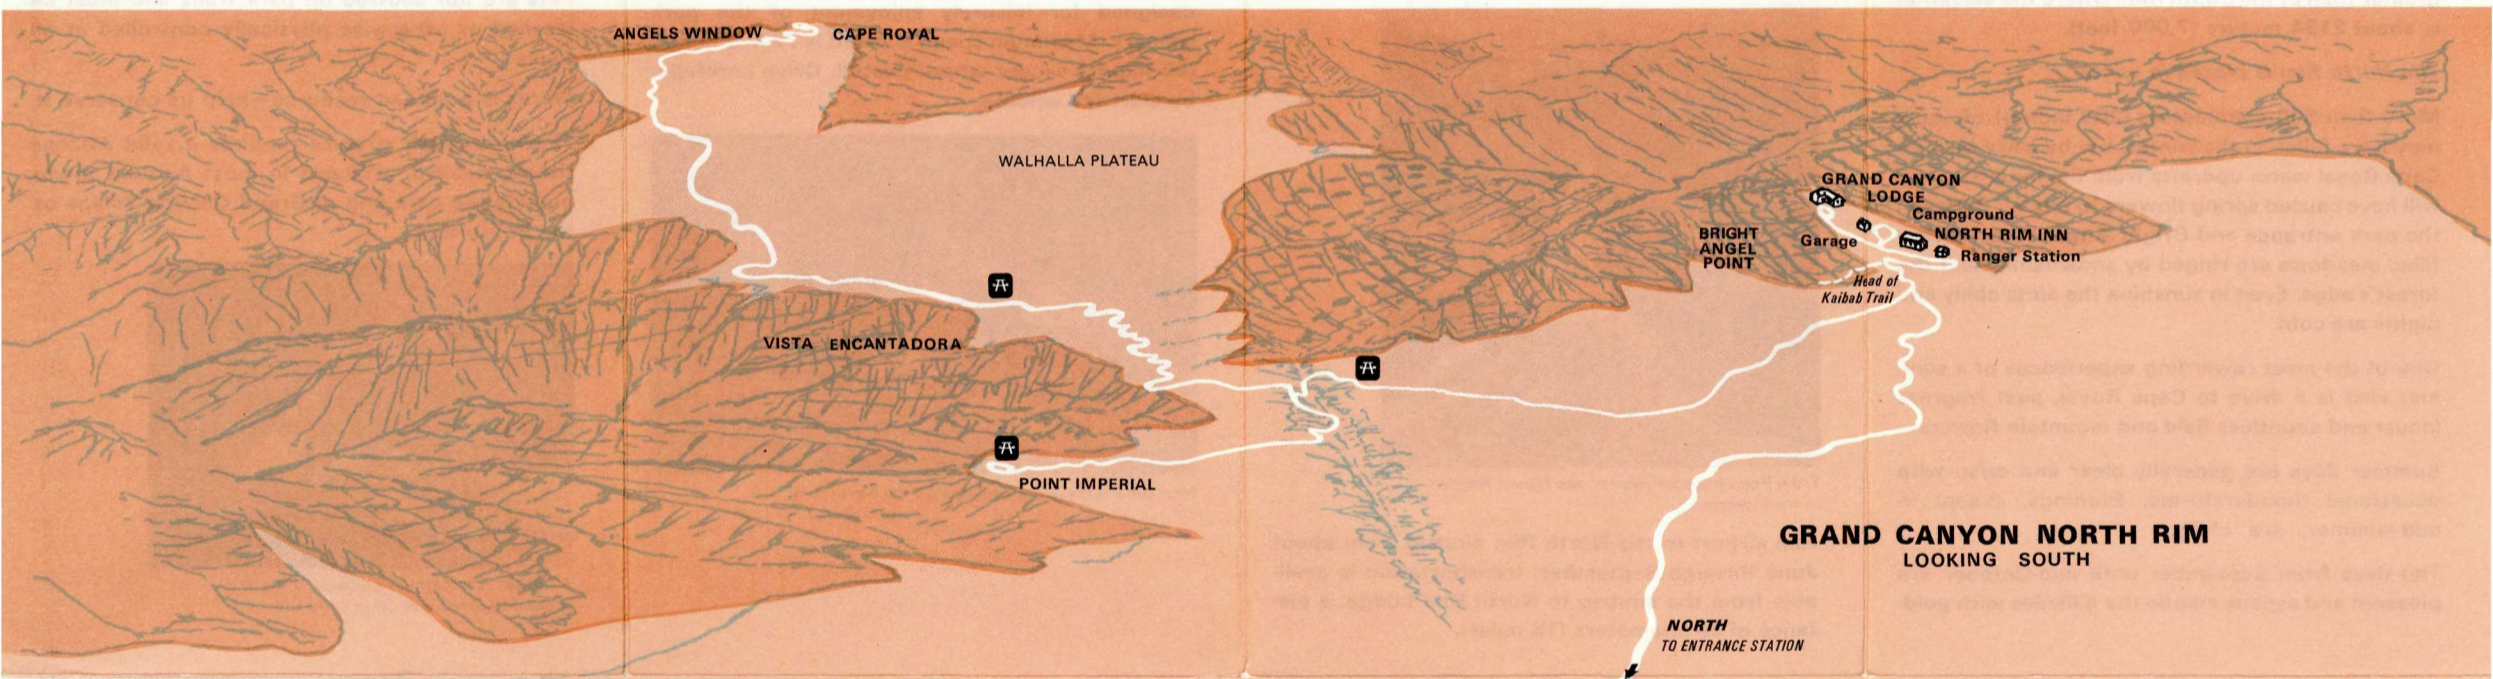 ANGELS WINDOW
CAPE ROYAL
WALHALLA PLATEAU
GRAND CANYON
LODGE
Campground
NORTH RIM INN
Garage
Ranger Station
BRIGHT
ANGEL
POINT
Head of
Kaibab Trail
VISTA ENCANTADORA
POINT IMPERIAL
GRAND CANYON NORTH RIM
LOOKING SOUTH
NORTH
TO ENTRANCE STATION